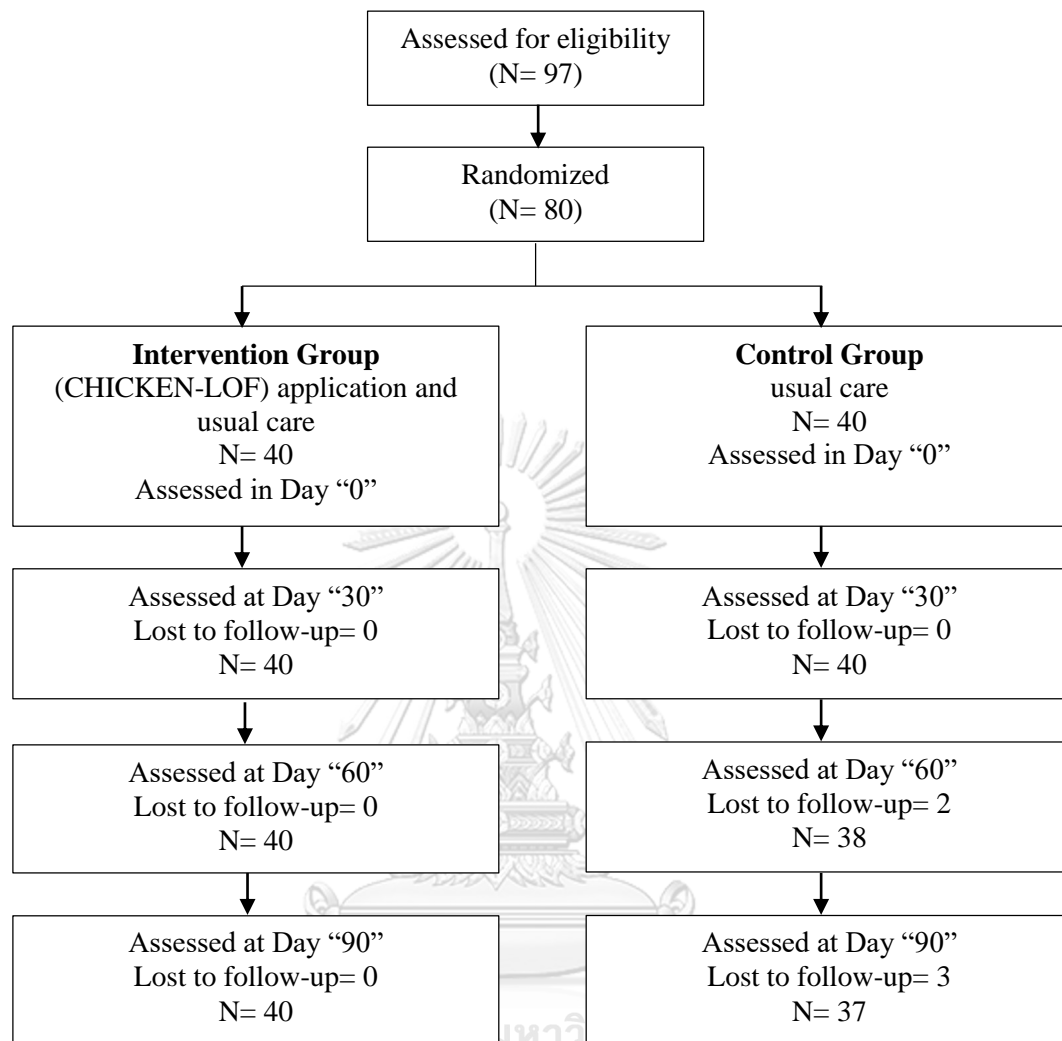 Assessed for eligibility
(N= 97)
Randomized
(N= 80)
Intervention Group
(CHICKEN-LOF) application and
usual care
N= 40
Assessed in Day “0”
Control Group
usual care
N= 40
Assessed in Day “0”
Assessed at Day “30”
Lost to follow-up= 0
N= 40
Assessed at Day “30”
Lost to follow-up= 0
N= 40
Assessed at Day “60”
Lost to follow-up= 0
N= 40
Assessed at Day “60”
Lost to follow-up= 2
N= 38
Assessed at Day “90”
Lost to follow-up= 0
N= 40
Assessed at Day “90”
Lost to follow-up= 3
N= 37